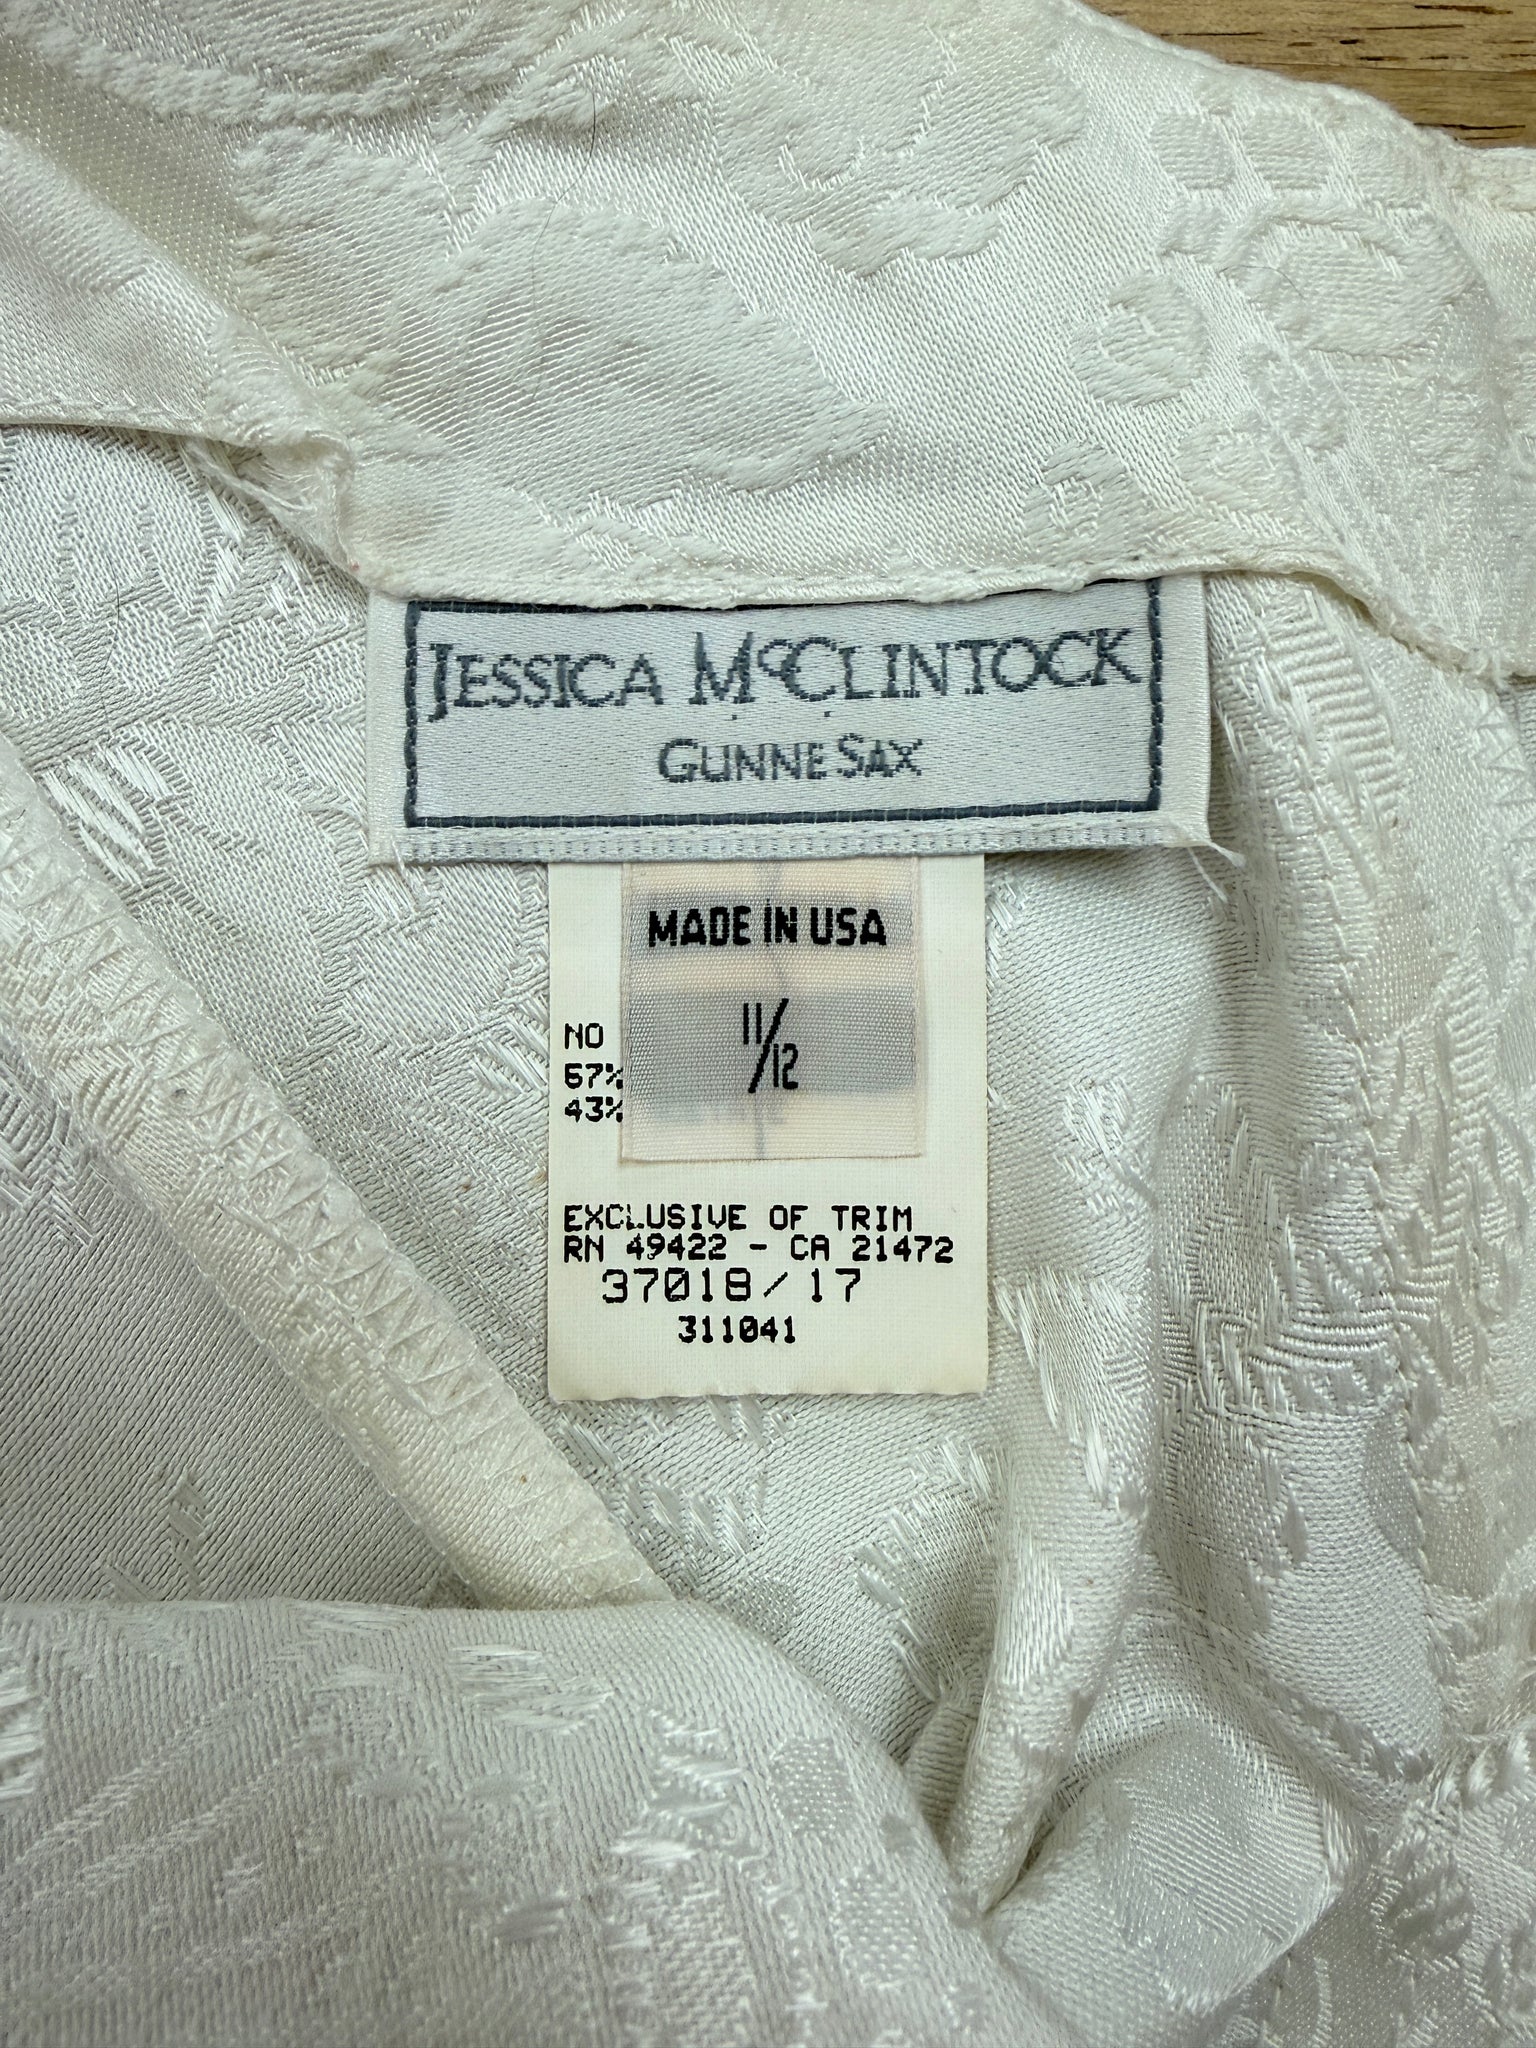 JESSICA McCLINTOCK
GUNNE SAX
MADE IN USA
11/12
NO
57%
43%
EXCLUSIVE OF TRIM
RN 49422 - CA 21472
37018/17
311041